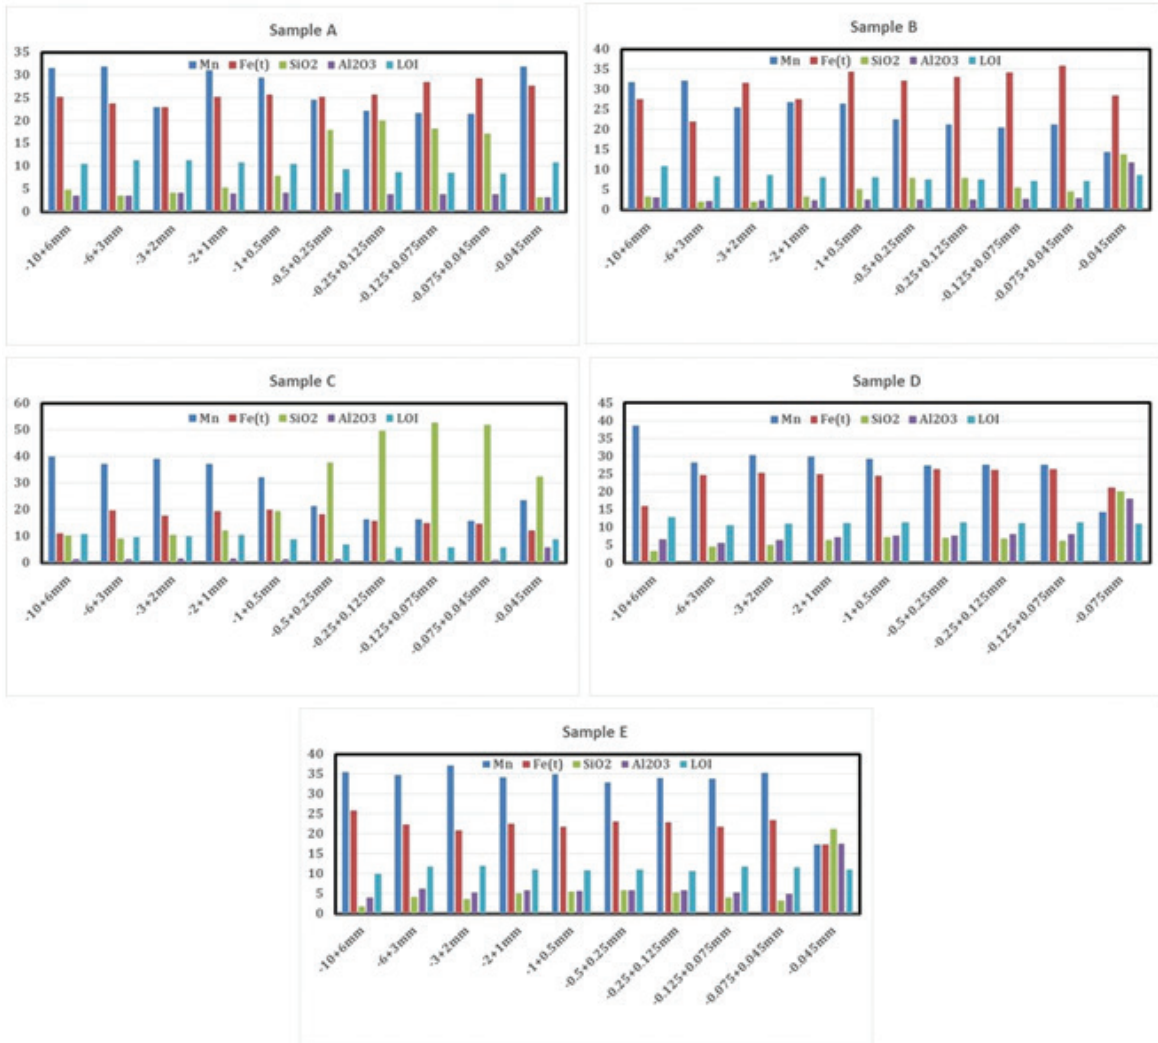 Sample A
35
30
25
20
15
10
5
0
Mn Fe(t) SiO2 Al2O3 LOI
-10+6mm
-6+3mm
-3+2mm
-2+1mm
-1+0.5mm
-0.5+0.25mm
-0.25+0.125mm
-0.125+0.075mm
-0.075+0.045mm
-0.045mm
Sample B
40
35
30
25
20
15
10
5
0
Mn Fe(t) SiO2 Al2O3 LOI
-10+6mm
-6+3mm
-3+2mm
-2+1mm
-1+0.5mm
-0.5+0.25mm
-0.25+0.125mm
-0.125+0.075mm
-0.075+0.045mm
-0.045mm
Sample C
60
50
40
30
20
10
0
Mn Fe(t) SiO2 Al2O3 LOI
-10+6mm
-6+3mm
-3+2mm
-2+1mm
-1+0.5mm
-0.5+0.25mm
-0.25+0.125mm
-0.125+0.075mm
-0.075+0.045mm
-0.045mm
Sample D
45
40
35
30
25
20
15
10
5
0
Mn Fe(t) SiO2 Al2O3 LOI
-10+6mm
-6+3mm
-3+2mm
-2+1mm
-1+0.5mm
-0.5+0.25mm
-0.25+0.125mm
-0.125+0.075mm
-0.075mm
Sample E
40
35
30
25
20
15
10
5
0
Mn Fe(t) SiO2 Al2O3 LOI
-10+6mm
-6+3mm
-3+2mm
-2+1mm
-1+0.5mm
-0.5+0.25mm
-0.25+0.125mm
-0.125+0.075mm
-0.075+0.045mm
-0.045mm